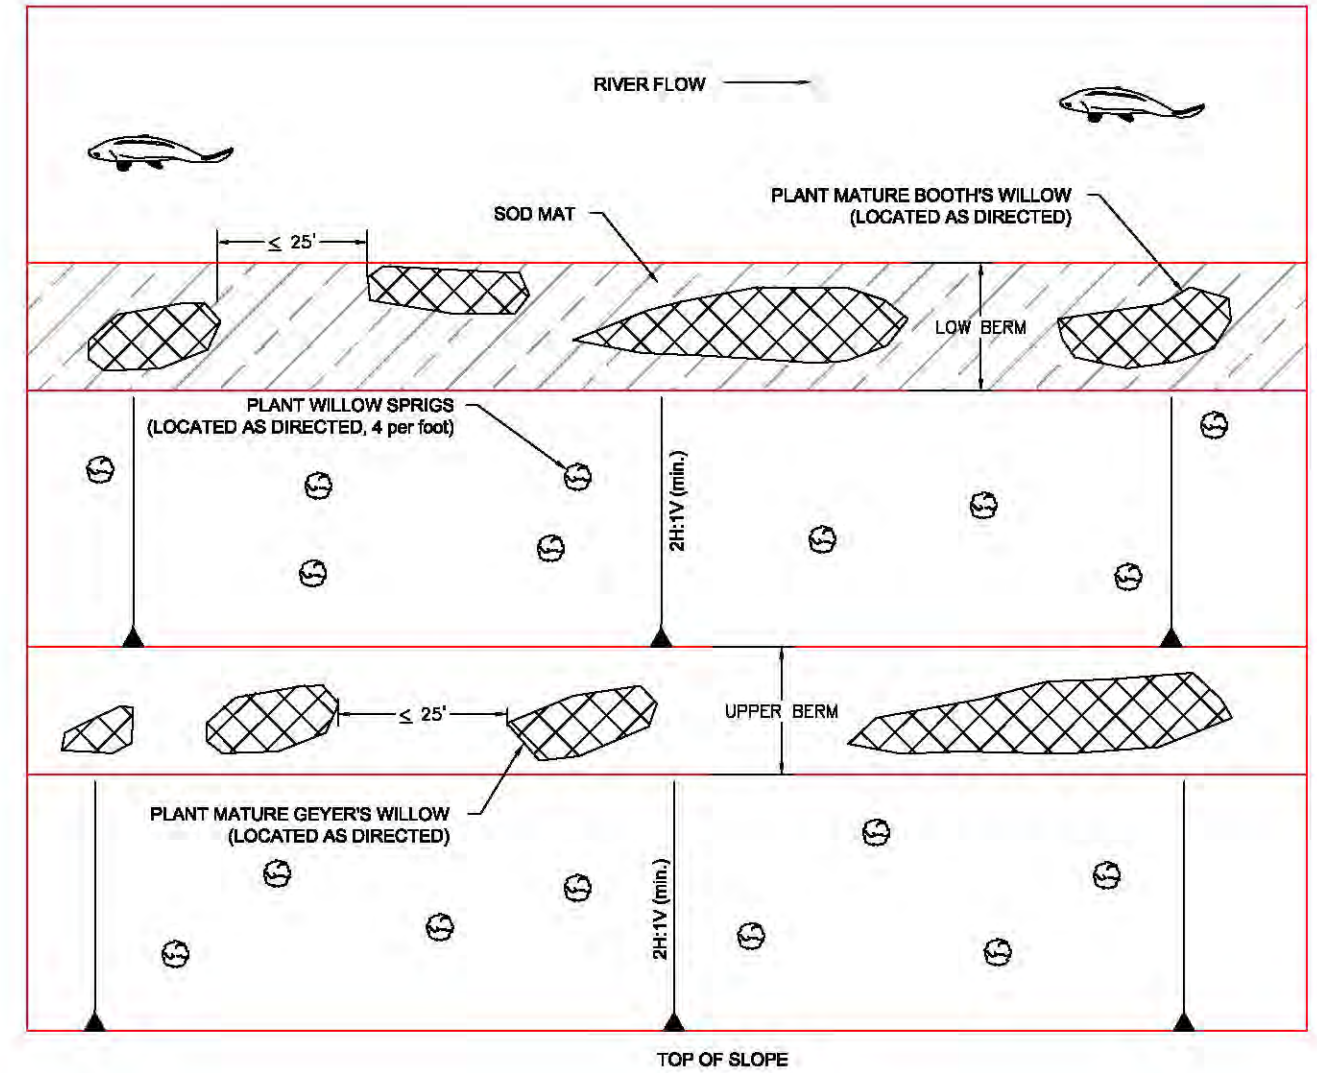 RIVER FLOW
PLANT MATURE BOOTH'S WILLOW
(LOCATED AS DIRECTED)
SOD MAT
≤ 25'
LOW BERM
PLANT WILLOW SPRIGS
(LOCATED AS DIRECTED, 4 per foot)
2H:1V (min.)
≤ 25'
UPPER BERM
PLANT MATURE GEYER'S WILLOW
(LOCATED AS DIRECTED)
2H:1V (min.)
TOP OF SLOPE